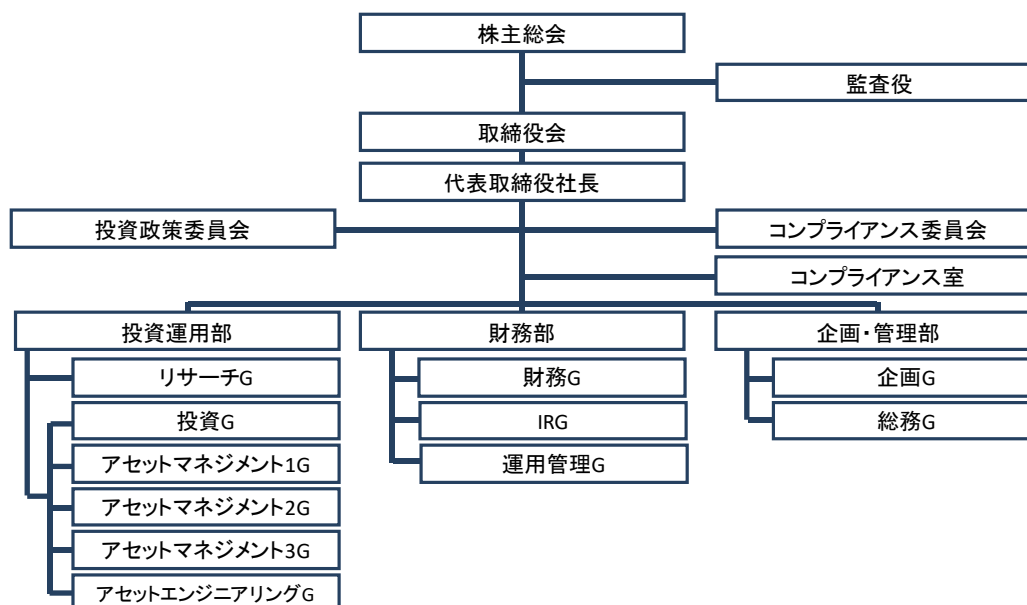 株主総会
監査役
取締役会
代表取締役社長
投資政策委員会
コンプライアンス委員会
コンプライアンス室
投資運用部
リサーチG
投資G
アセットマネジメント1G
アセットマネジメント2G
アセットマネジメント3G
アセットエンジニアリングG
財務部
財務G
IRG
運用管理G
企画・管理部
企画G
総務G